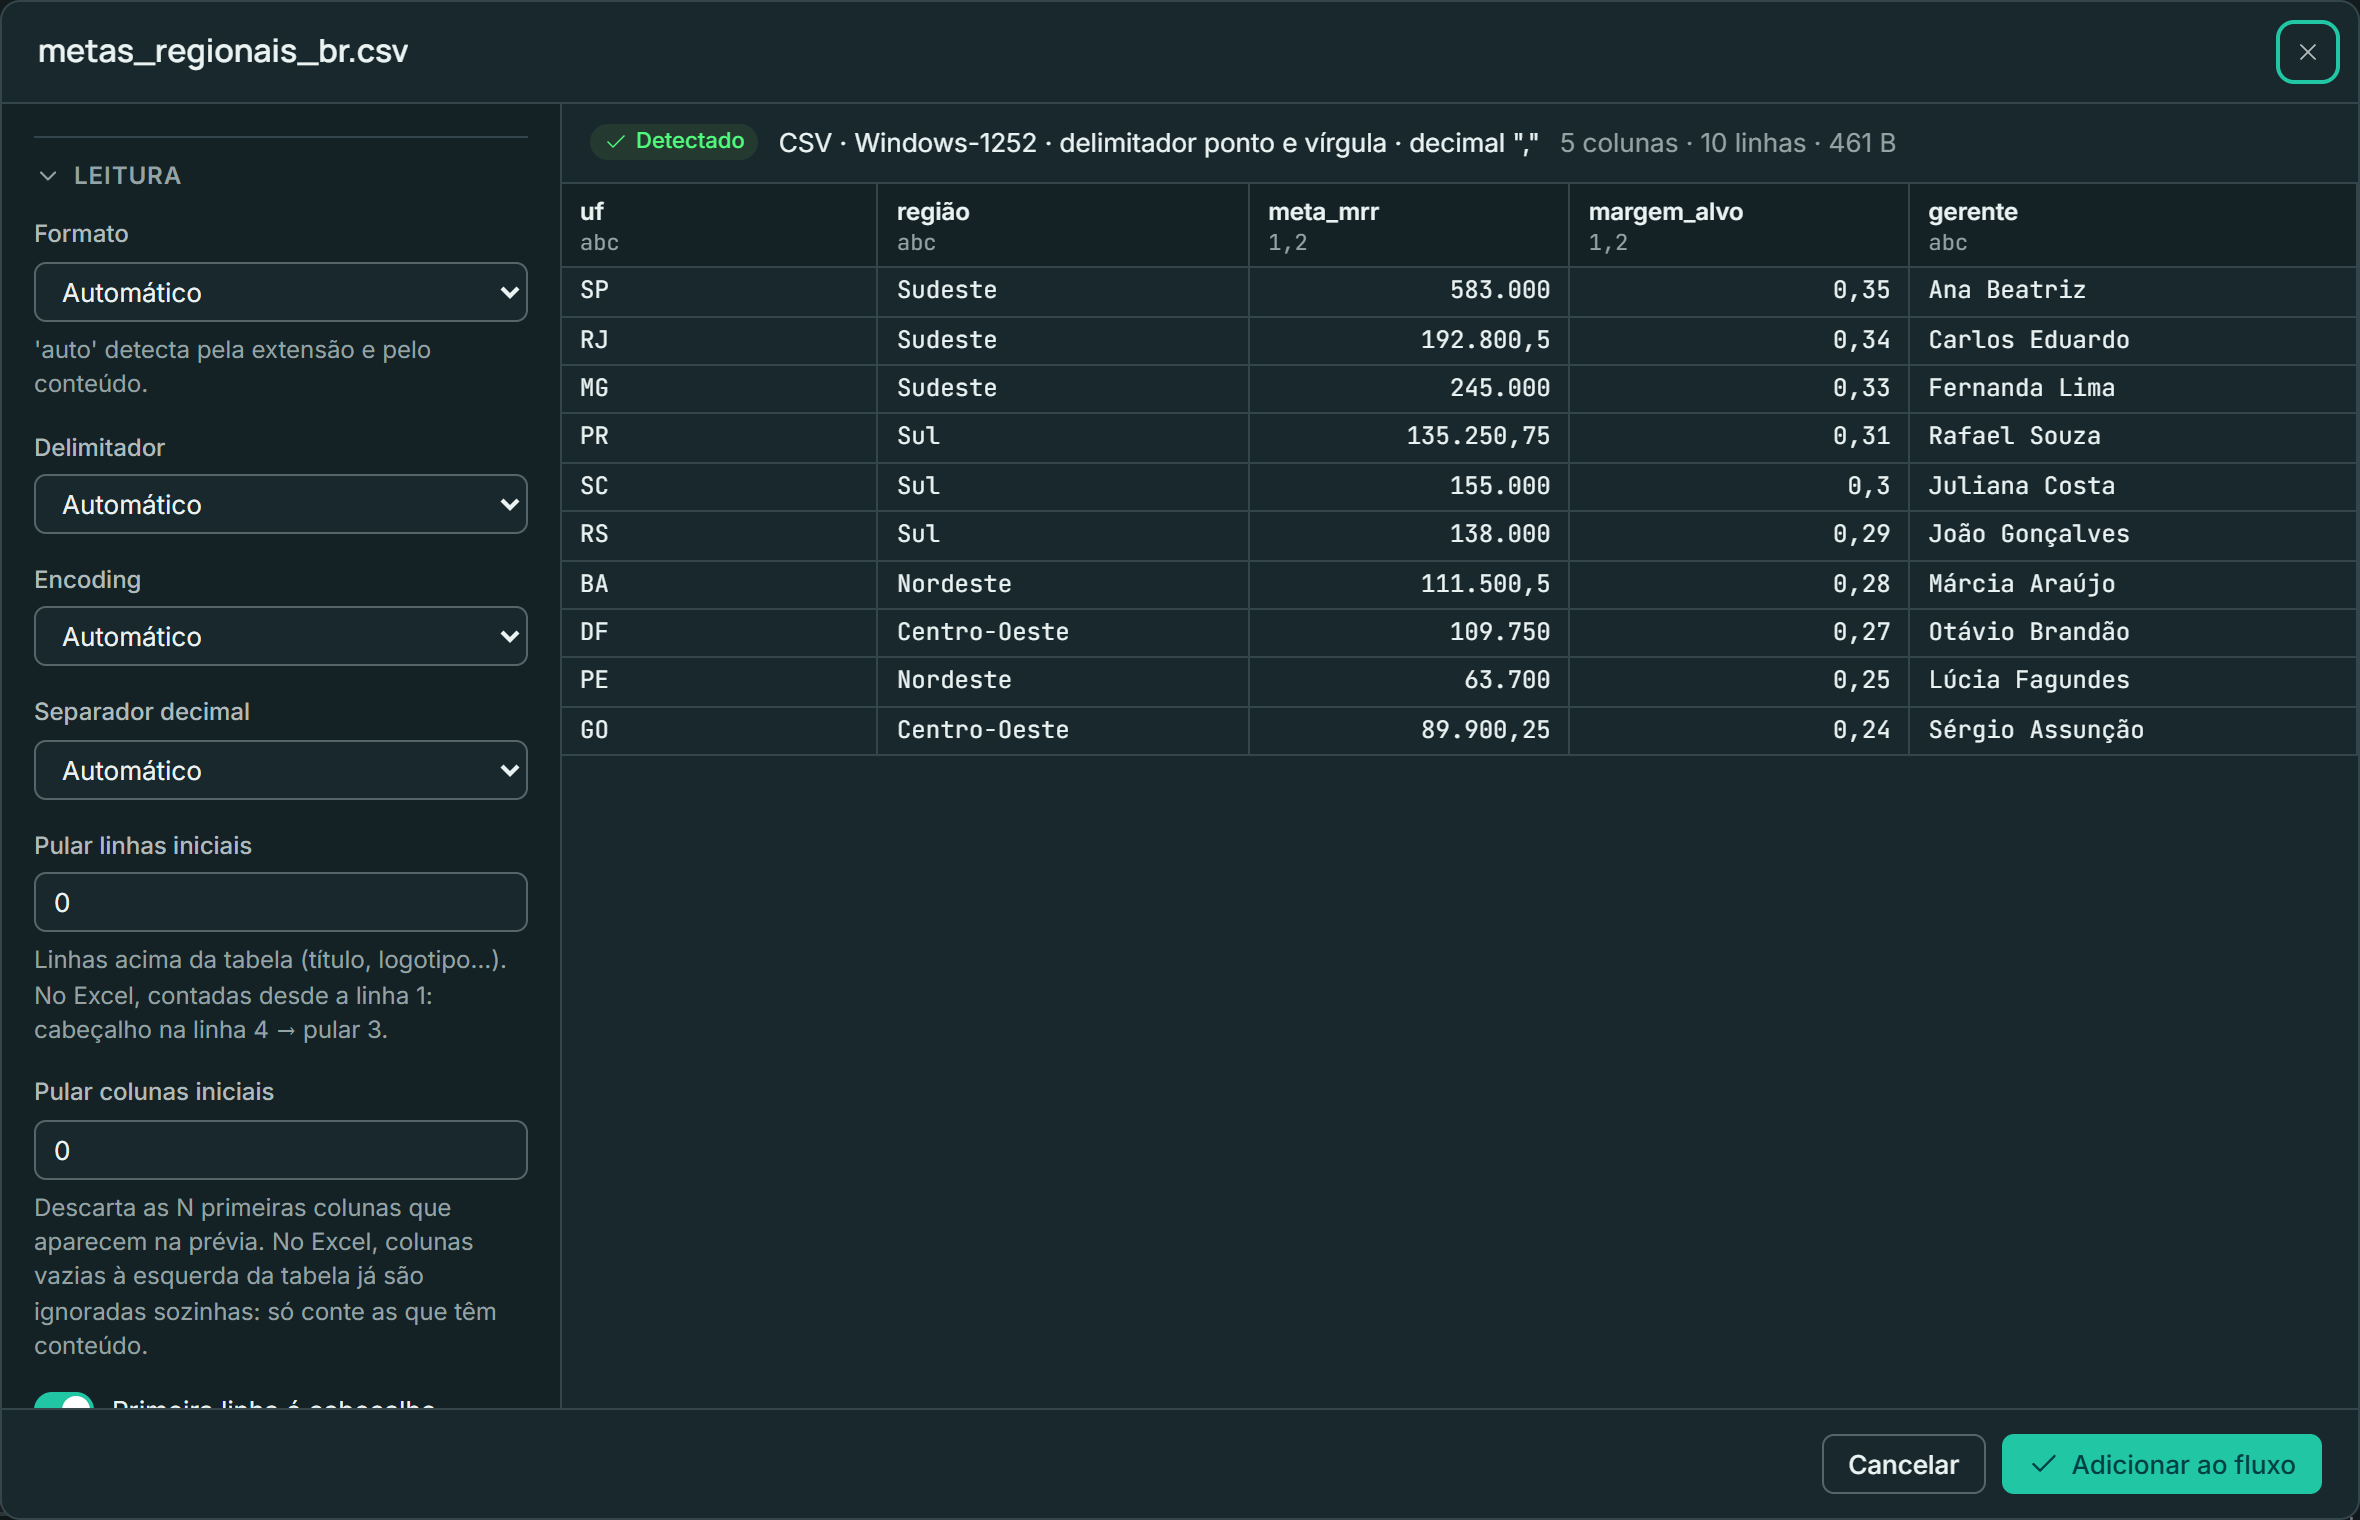 metas_regionais_br.csv
LEITURA
Formato
Automático
'auto' detecta pela extensão e pelo
conteúdo.
Delimitador
Automático
Encoding
Automático
Separador decimal
Automático
Pular linhas iniciais
0
Linhas acima da tabela (título, logotipo...).
No Excel, contadas desde a linha 1:
cabeçalho na linha 4 → pular 3.
Pular colunas iniciais
0
Descarta as N primeiras colunas que
aparecem na prévia. No Excel, colunas
vazias à esquerda da tabela já são
ignoradas sozinhas: só conte as que têm
conteúdo.
Primeira linha é cabeçalho
Detectado CSV · Windows-1252 · delimitador ponto e vírgula · decimal "," 5 colunas · 10 linhas · 461 B
uf região meta_mrr margem_alvo gerente
abc abc 1,2 1,2 abc
SP Sudeste 583.000 0,35 Ana Beatriz
RJ Sudeste 192.800,5 0,34 Carlos Eduardo
MG Sudeste 245.000 0,33 Fernanda Lima
PR Sul 135.250,75 0,31 Rafael Souza
SC Sul 155.000 0,3 Juliana Costa
RS Sul 138.000 0,29 João Gonçalves
BA Nordeste 111.500,5 0,28 Márcia Araújo
DF Centro-Oeste 109.750 0,27 Otávio Brandão
PE Nordeste 63.700 0,25 Lúcia Fagundes
GO Centro-Oeste 89.900,25 0,24 Sérgio Assunção
Cancelar
Adicionar ao fluxo